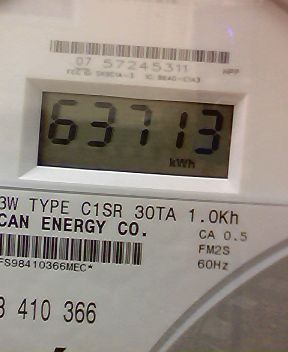 07 57245311
63713
kWh
3W TYPE C1SR 30TA 1.0Kh
CAN ENERGY CO.
CA 0.5
FM2S
60Hz
FS98410366MEC*
3 410 366